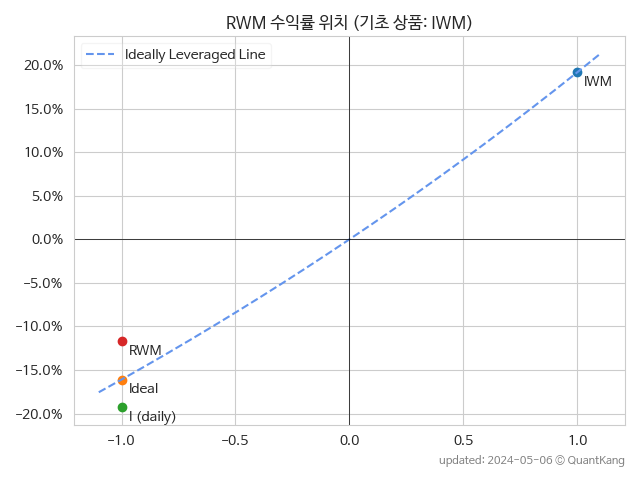 RWM 수익률 위치 (기초 상품: IWM)
Ideally Leveraged Line
20.0%
15.0%
10.0%
5.0%
0.0%
−5.0%
−10.0%
−15.0%
−20.0%
IWM
RWM
Ideal
I (daily)
−1.0
−0.5
0.0
0.5
1.0
updated: 2024-05-06 © QuantKang